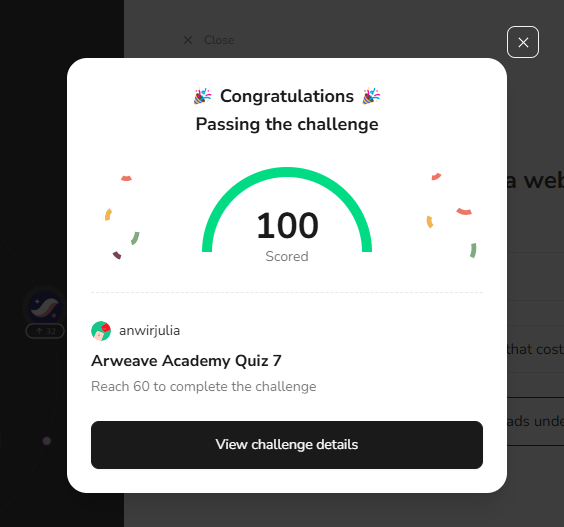 Close
Congratulations
Passing the challenge
a web
100
Scored
32
anwirjulia
that cost
Arweave Academy Quiz 7
Reach 60 to complete the challenge
ads unde
View challenge details